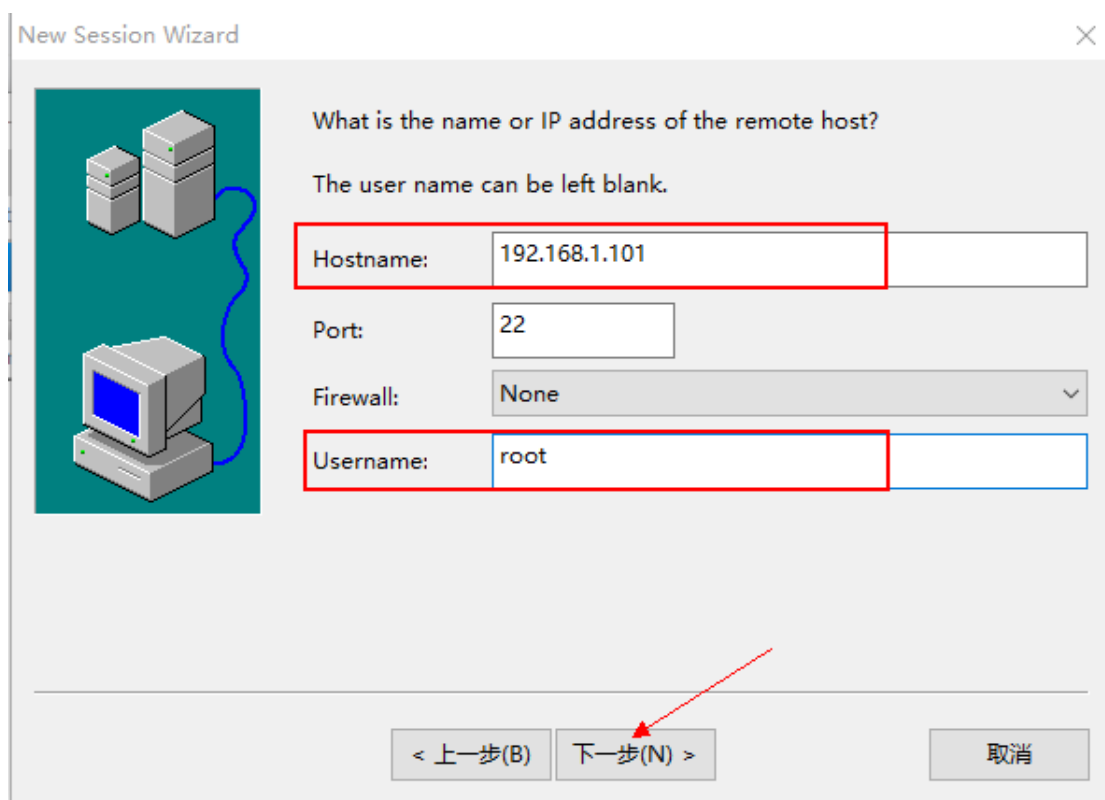 New Session Wizard
What is the name or IP address of the remote host?
The user name can be left blank.
Hostname: 192.168.1.101
Port: 22
Firewall: None
Username: root
< 上一步(B) 下一步(N) > 取消